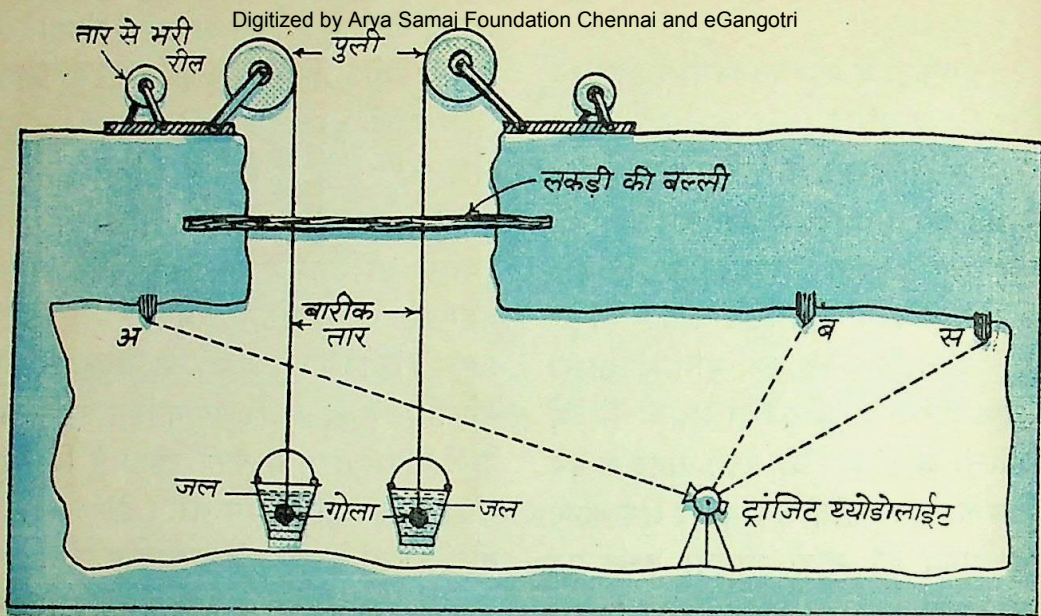 Digitized by Arya Samaj Foundation Chennai and eGangotri
तार से भरी
रील
पुली
लकड़ी की बल्ली
बारीक
तार
अ
ब
स
जल
गोला
जल
ट्रांजिट थ्योडोलाईट